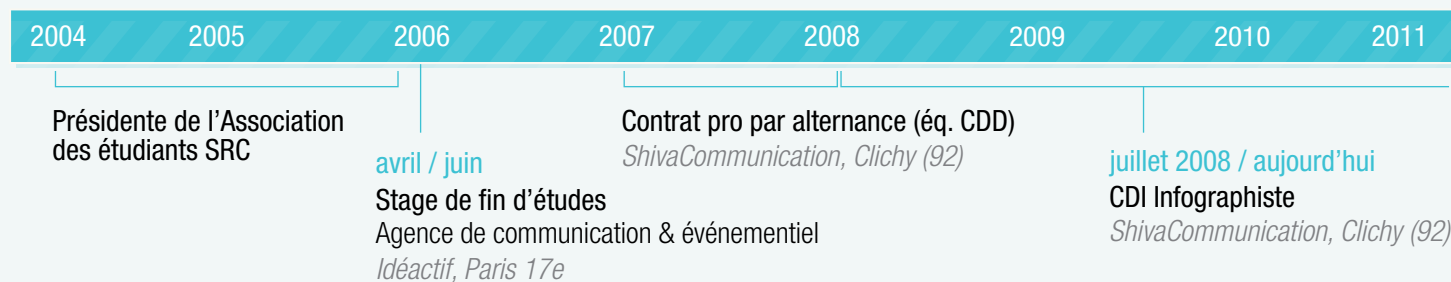 2004 2005 2006 2007 2008 2009 2010 2011
Présidente de l’Association
des étudiants SRC
avril / juin
Stage de fin d’études
Agence de communication & événementiel
Idéactif, Paris 17e
Contrat pro par alternance (éq. CDD)
ShivaCommunication, Clichy (92)
juillet 2008 / aujourd’hui
CDI Infographiste
ShivaCommunication, Clichy (92)